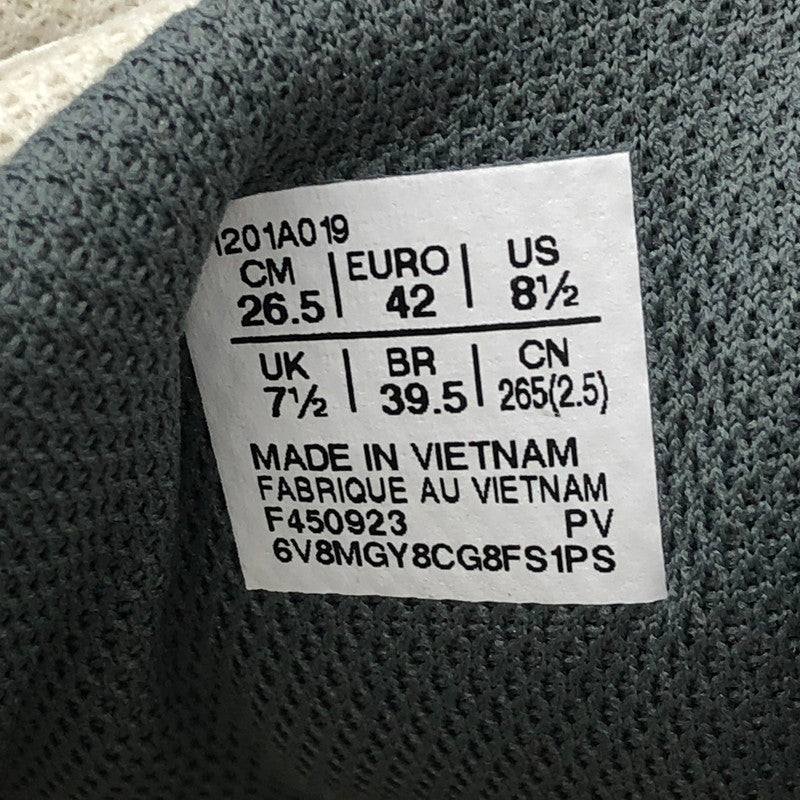 1201A019
CM | EURO | US
26.5 | 42 | 8½
UK | BR | CN
7½ | 39.5 | 265(2.5)
MADE IN VIETNAM
FABRIQUE AU VIETNAM
F450923 PV
6V8MGY8CG8FS1PS